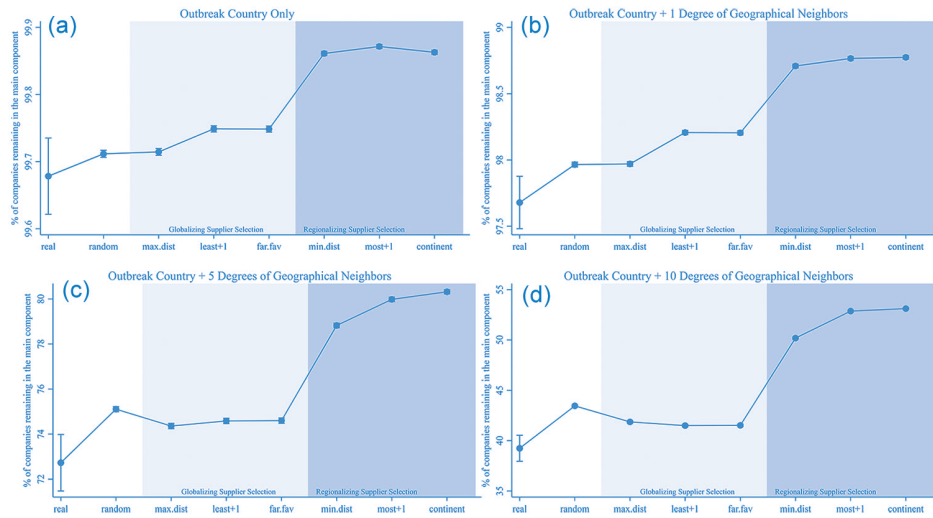 (a)
Outbreak Country Only
% of companies remaining in the main component
99.9
99.8
99.7
99.6
Globalizing Supplier Selection
Regionalizing Supplier Selection
real random max.dist least+1 far.fav min.dist most+1 continent
(b)
Outbreak Country + 1 Degree of Geographical Neighbors
% of companies remaining in the main component
99
98.5
98
97.5
Globalizing Supplier Selection
Regionalizing Supplier Selection
real random max.dist least+1 far.fav min.dist most+1 continent
(c)
Outbreak Country + 5 Degrees of Geographical Neighbors
% of companies remaining in the main component
80
78
76
74
72
Globalizing Supplier Selection
Regionalizing Supplier Selection
real random max.dist least+1 far.fav min.dist most+1 continent
(d)
Outbreak Country + 10 Degrees of Geographical Neighbors
% of companies remaining in the main component
55
50
45
40
35
Globalizing Supplier Selection
Regionalizing Supplier Selection
real random max.dist least+1 far.fav min.dist most+1 continent